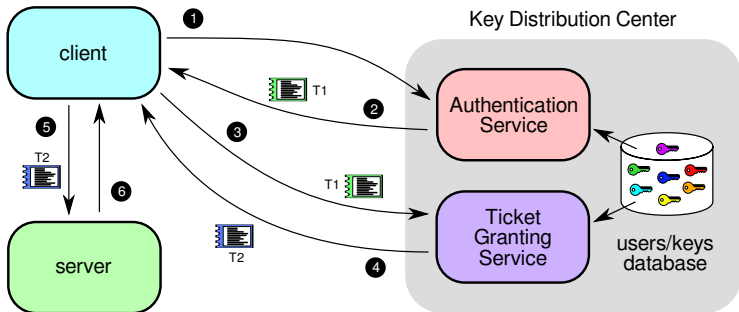 Key Distribution Center
1
client
T1
2
Authentication
Service
5
3
T2
6
T1
Ticket
Granting
Service
server
T2
4
users/keys
database